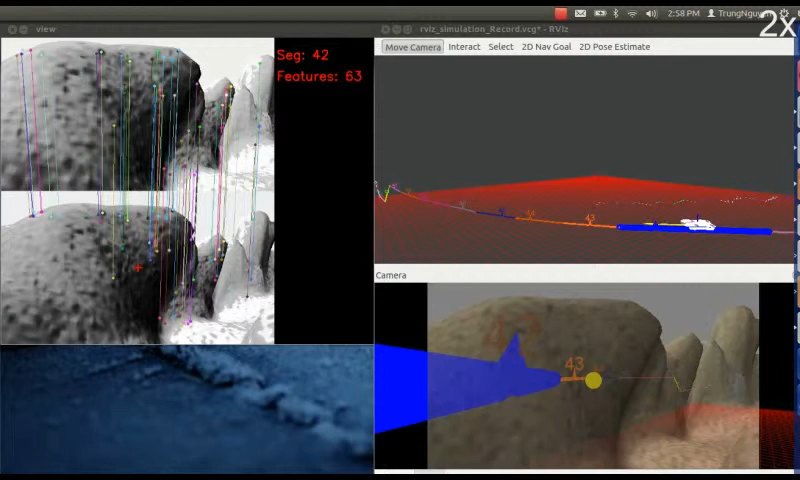 2:58 PM
2x
view
rviz_simulation_Record.vcg* - RViz
Move Camera Interact Select 2D Nav Goal 2D Pose Estimate
Seg: 42
Features: 63
43
Camera
43